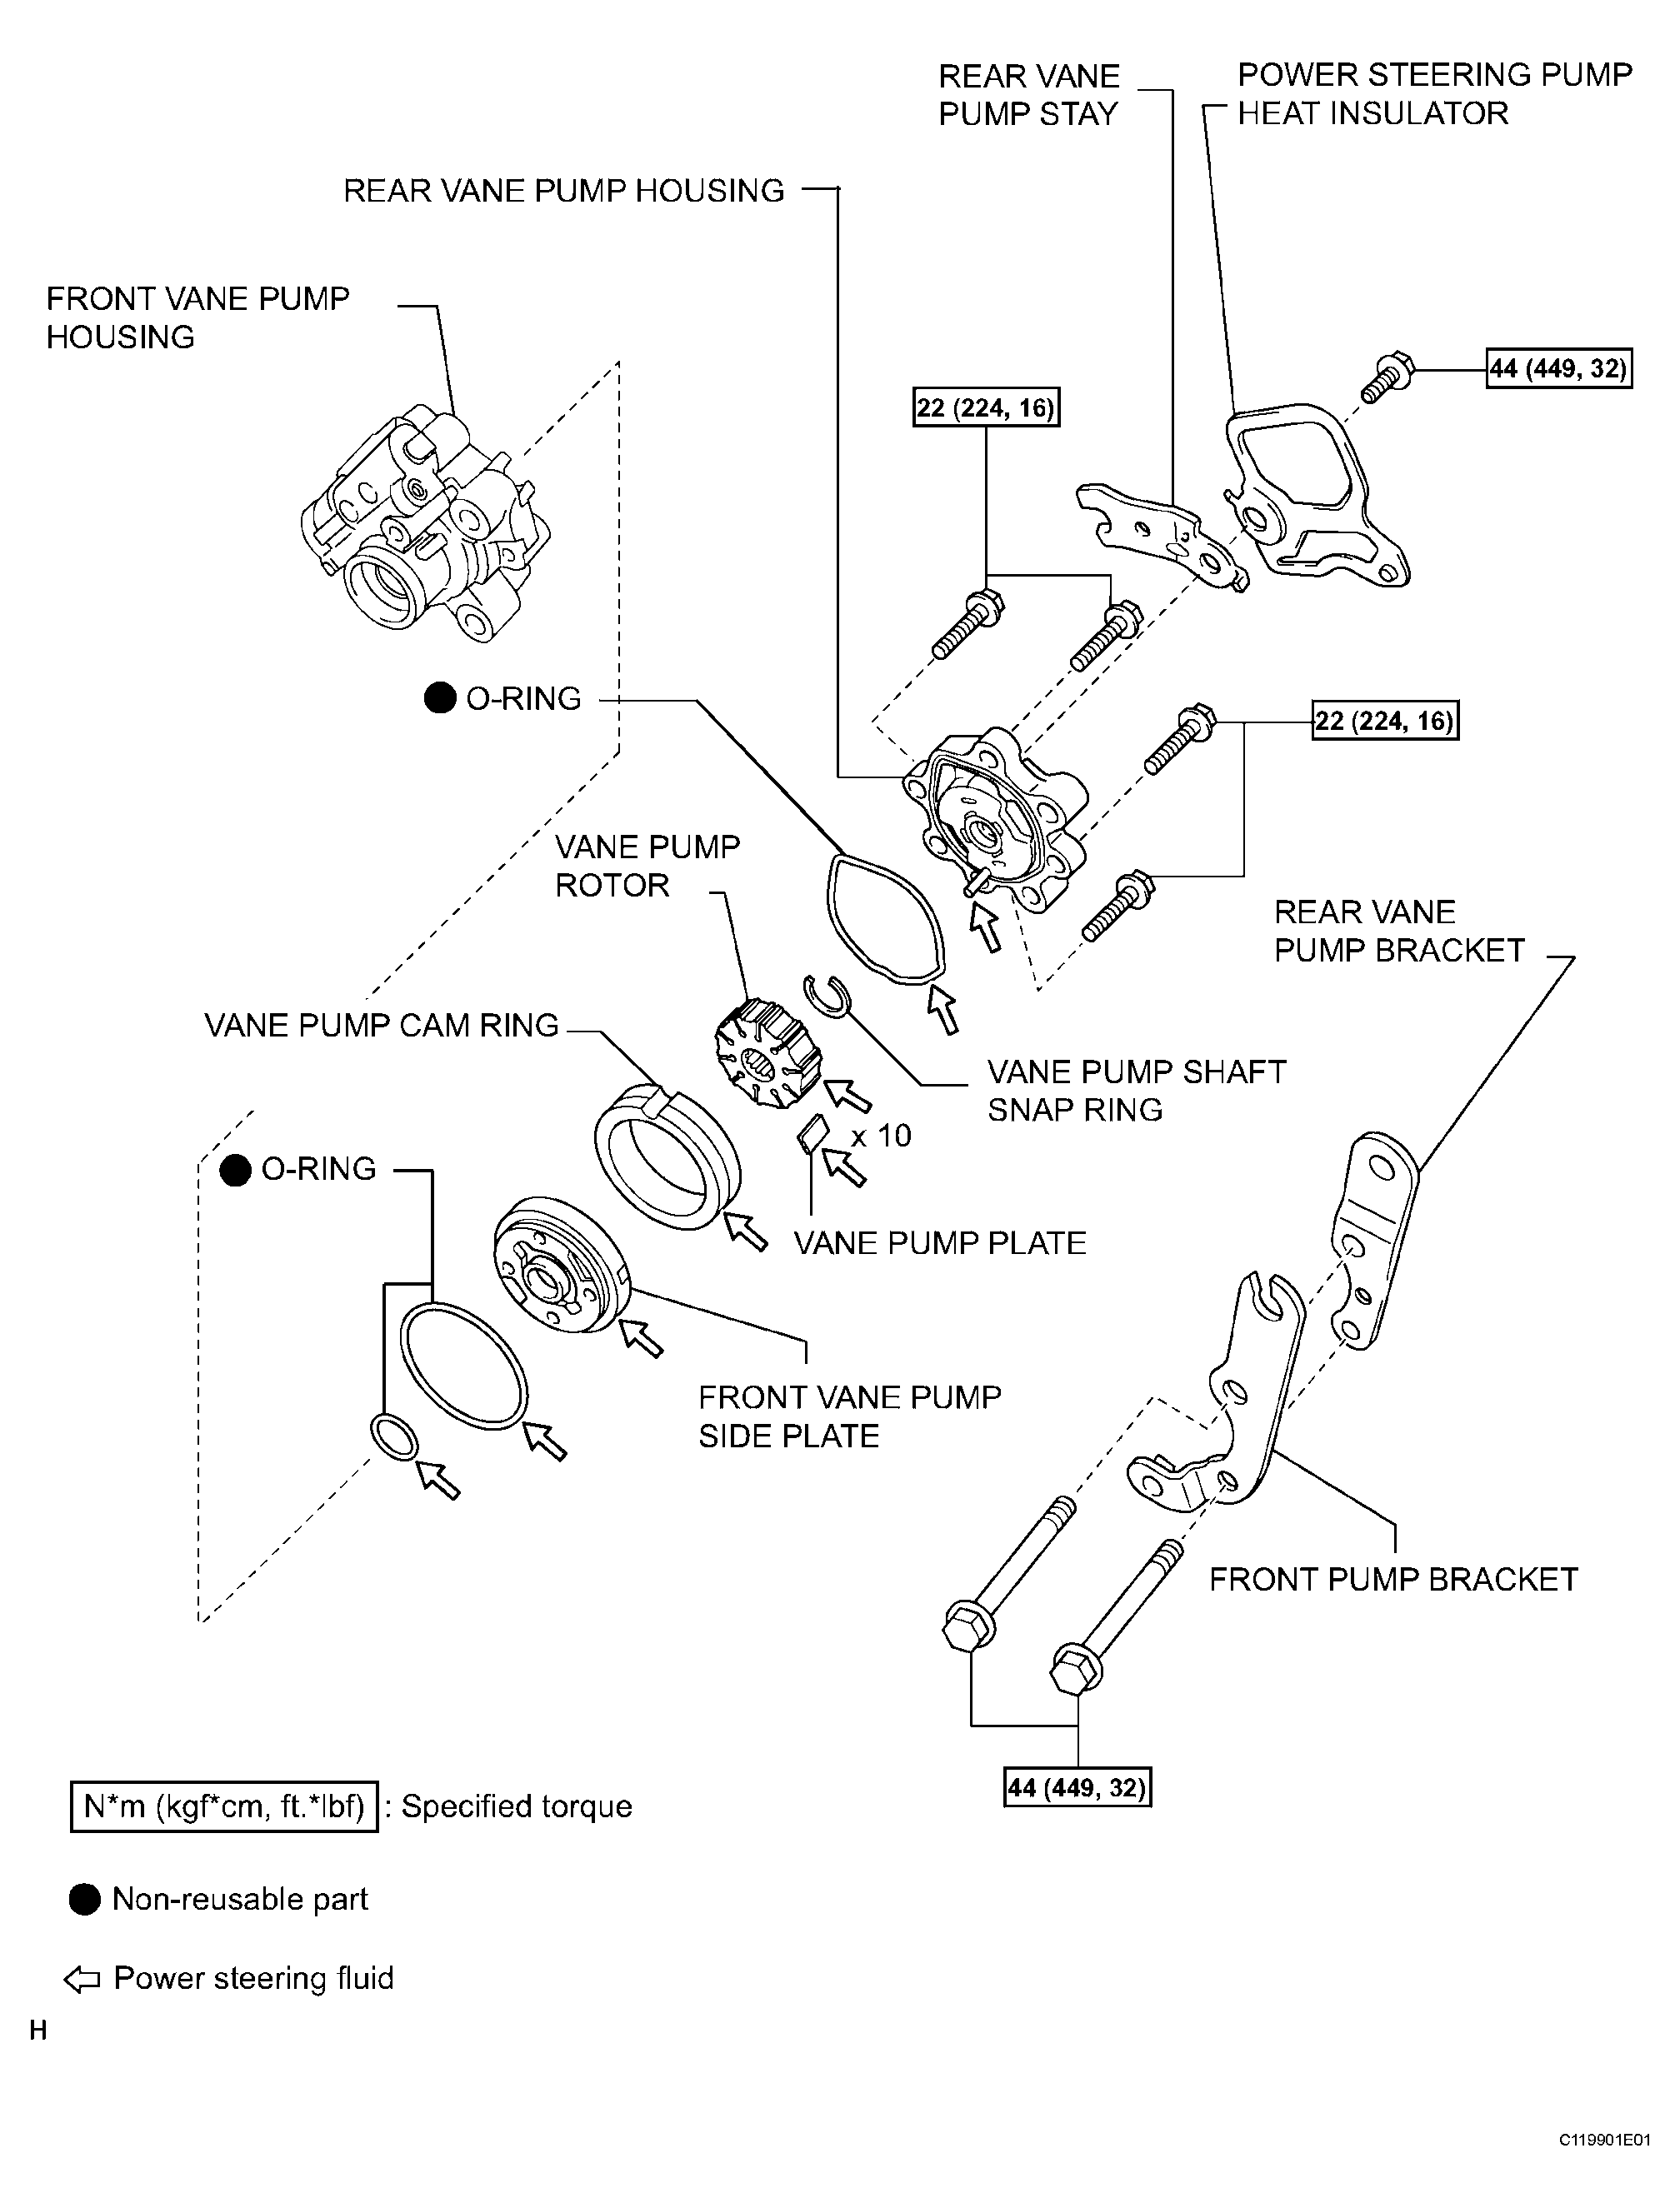 REAR VANE
PUMP STAY
POWER STEERING PUMP
HEAT INSULATOR
REAR VANE PUMP HOUSING
FRONT VANE PUMP
HOUSING
44 (449, 32)
22 (224, 16)
O-RING
22 (224, 16)
VANE PUMP
ROTOR
REAR VANE
PUMP BRACKET
VANE PUMP CAM RING
VANE PUMP SHAFT
SNAP RING
x 10
O-RING
VANE PUMP PLATE
FRONT VANE PUMP
SIDE PLATE
FRONT PUMP BRACKET
44 (449, 32)
N*m (kgf*cm, ft.*lbf) : Specified torque
Non-reusable part
Power steering fluid
H
C119901E01